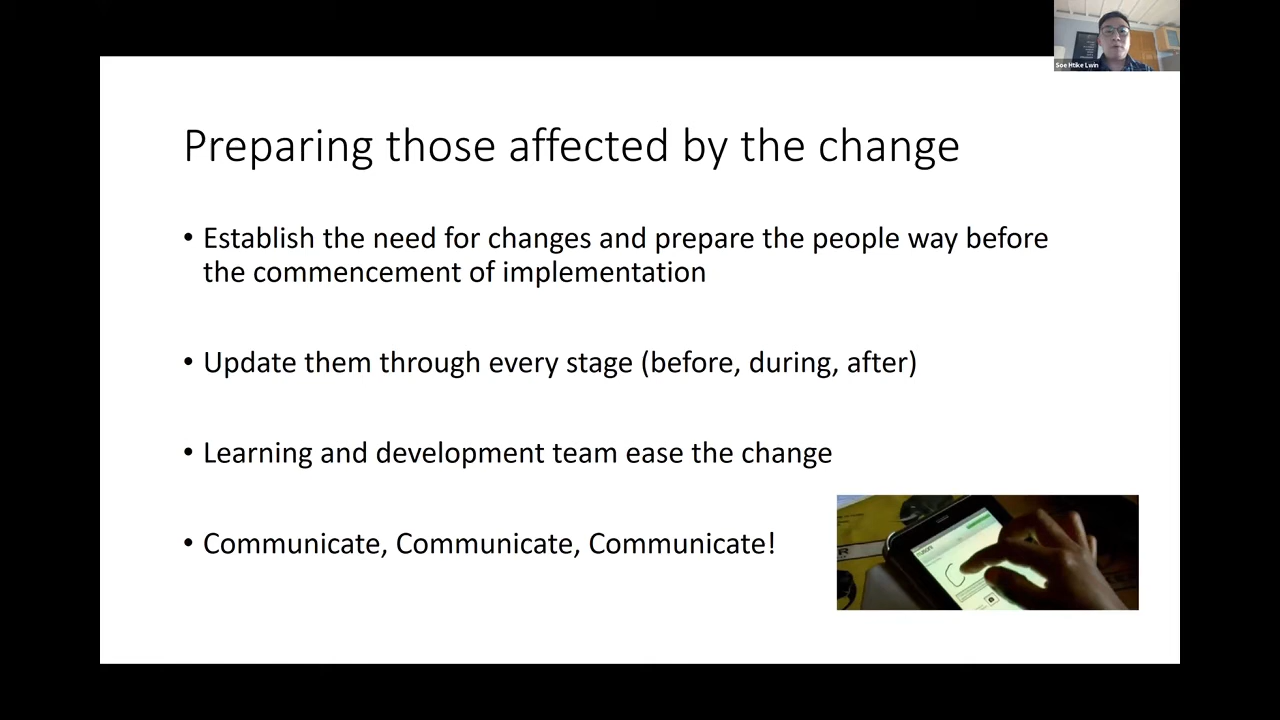 Soe Htike Lwin
Preparing those affected by the change
• Establish the need for changes and prepare the people way before
the commencement of implementation
• Update them through every stage (before, during, after)
• Learning and development team ease the change
• Communicate, Communicate, Communicate!